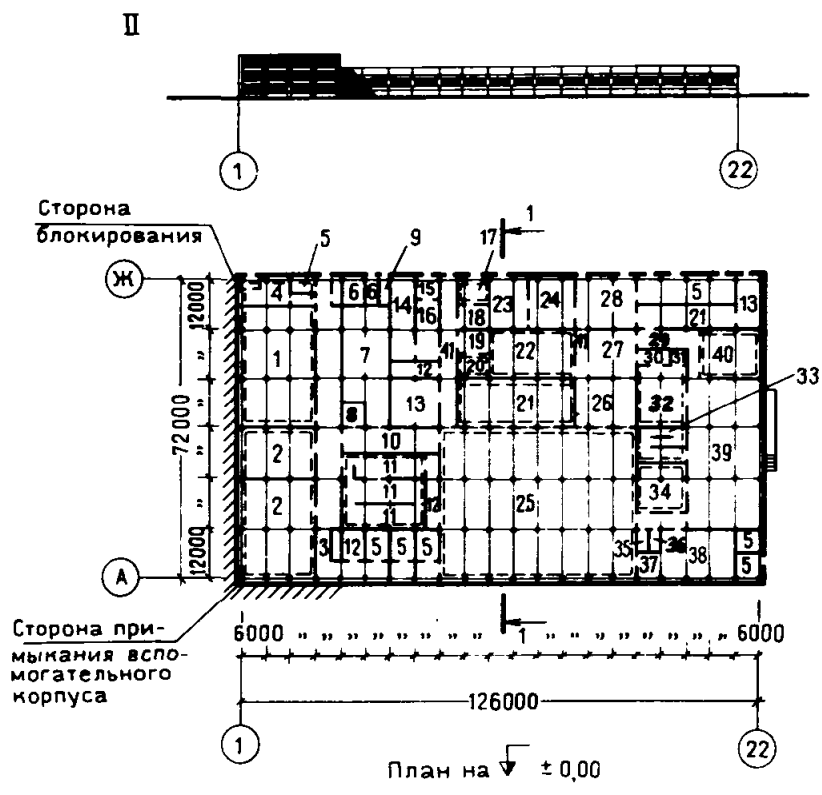 II
1 22
Сторона
блокирования
5 9 17 1
Ж
12000 " 72000 " " 12000
А
4 5 6 6 14 15 16 18 23 24 28 5 21 13
1 7 12 41 19 20 22 41 27 29 30 31 40
8 13 21 26 32 33
2 10 25 39
2 11 11 11 12 34
3 12 5 5 5 35 36 37 38 5 5
Сторона при-
мыкания вспо-
могательного
корпуса
1
6000 " " " " " " " " " " " " " " " " " " 6000
126000
1 22
План на ± 0,00